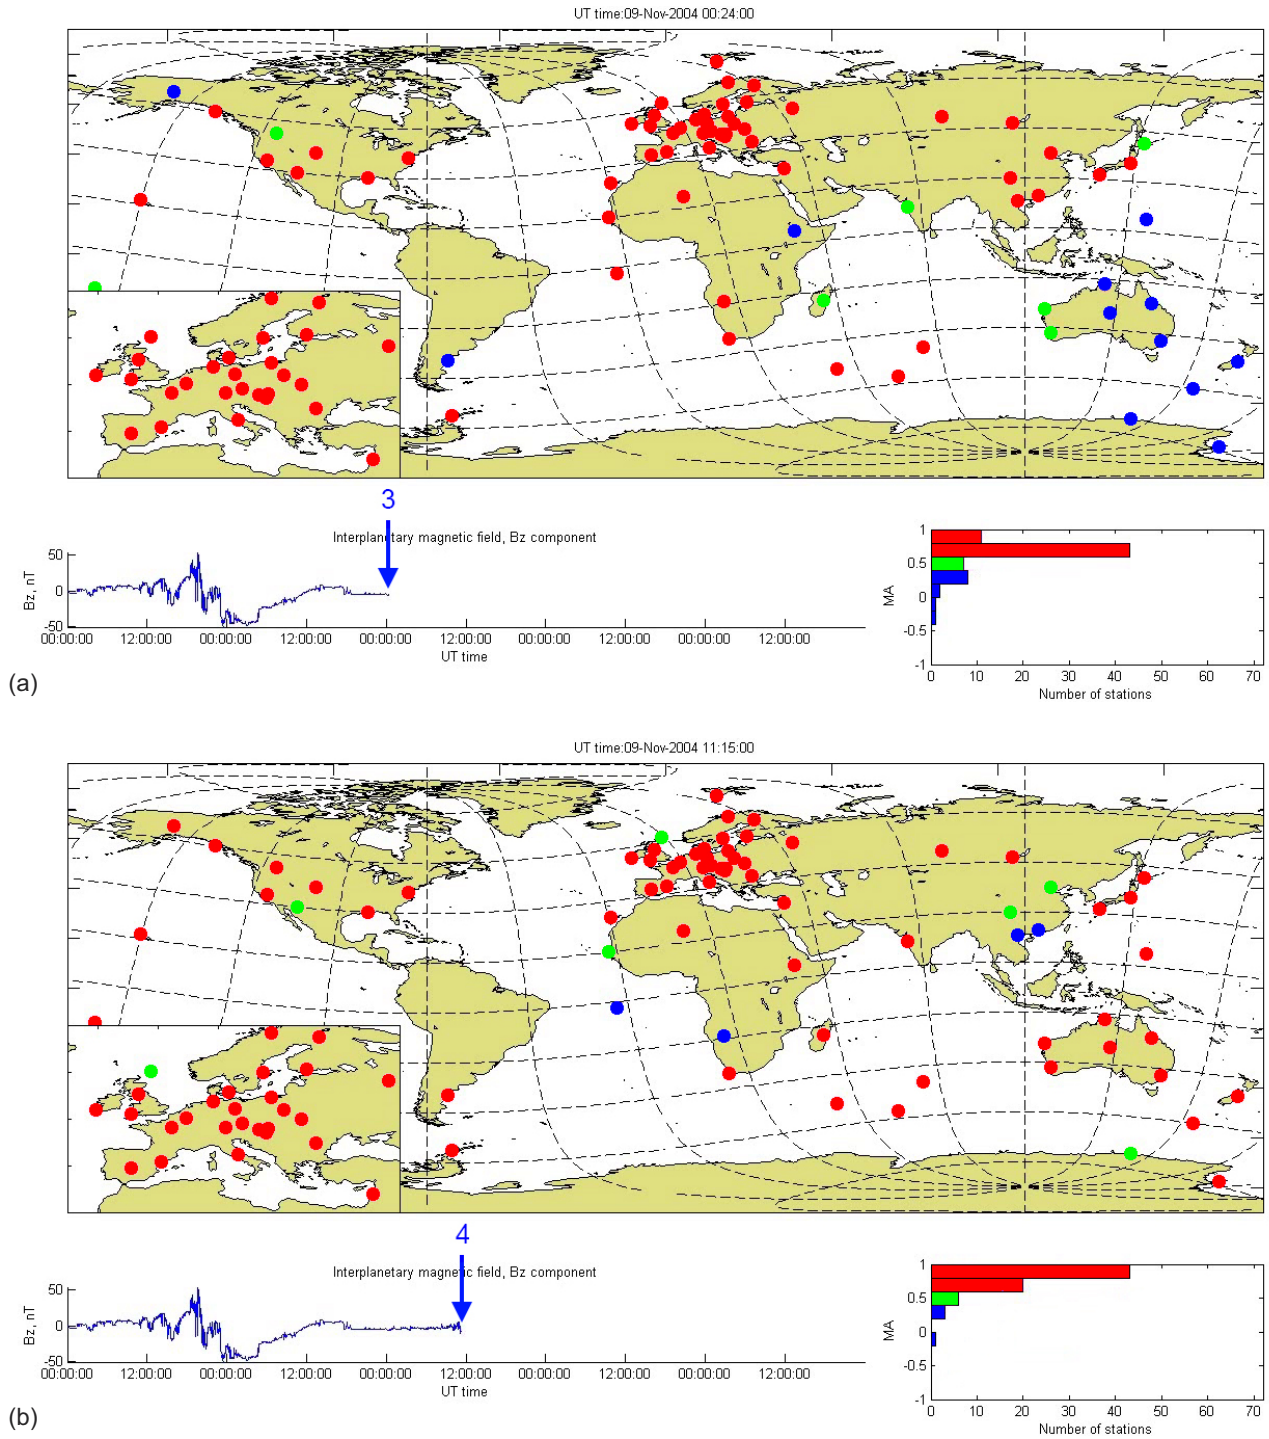 UT time:09-Nov-2004 00:24:00
3
Interplanetary magnetic field, Bz component
Bz, nT
50
0
-50
00:00:00 12:00:00 00:00:00 12:00:00 00:00:00 12:00:00 00:00:00 12:00:00 00:00:00 12:00:00
UT time
MA
1
0.5
0
-0.5
-1
0 10 20 30 40 50 60 70
Number of stations
(a)
UT time:09-Nov-2004 11:15:00
4
Interplanetary magnetic field, Bz component
Bz, nT
50
0
-50
00:00:00 12:00:00 00:00:00 12:00:00 00:00:00 12:00:00 00:00:00 12:00:00 00:00:00 12:00:00
UT time
MA
1
0.5
0
-0.5
-1
0 10 20 30 40 50 60 70
Number of stations
(b)